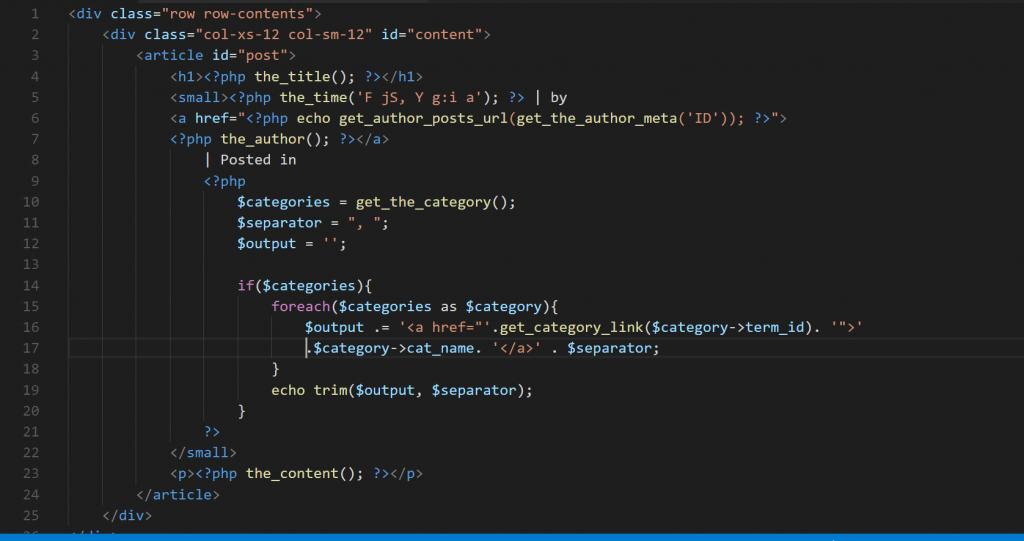 1 <div class="row row-contents">
2 <div class="col-xs-12 col-sm-12" id="content">
3 <article id="post">
4 <h1><?php the_title(); ?></h1>
5 <small><?php the_time('F jS, Y g:i a'); ?> | by
6 <a href="<?php echo get_author_posts_url(get_the_author_meta('ID')); ?>">
7 <?php the_author(); ?></a>
8 | Posted in
9 <?php
10 $categories = get_the_category();
11 $separator = ", ";
12 $output = '';
13
14 if($categories){
15 foreach($categories as $category){
16 $output .= '<a href="'.get_category_link($category->term_id). '">'
17 .$category->cat_name. '</a>' . $separator;
18 }
19 echo trim($output, $separator);
20 }
21 ?>
22 </small>
23 <p><?php the_content(); ?></p>
24 </article>
25 </div>